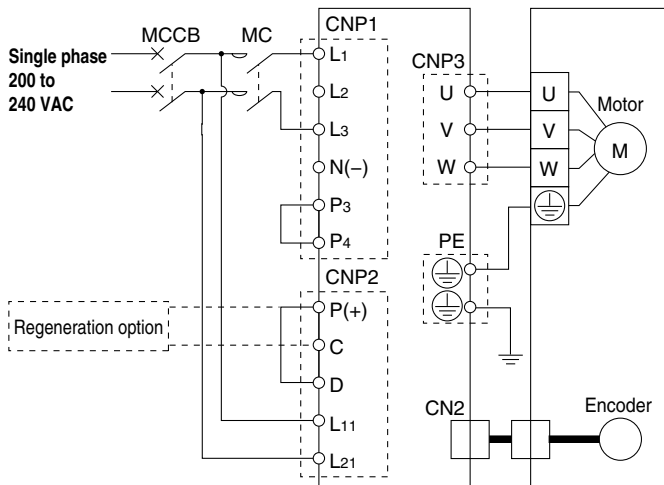 Single phase
200 to
240 VAC
MCCB
MC
CNP1
L1
L2
L3
N(−)
P3
P4
CNP2
P(+)
C
D
L11
L21
Regeneration option
CNP3
U
V
W
PE
CN2
U
V
W
Motor
M
Encoder